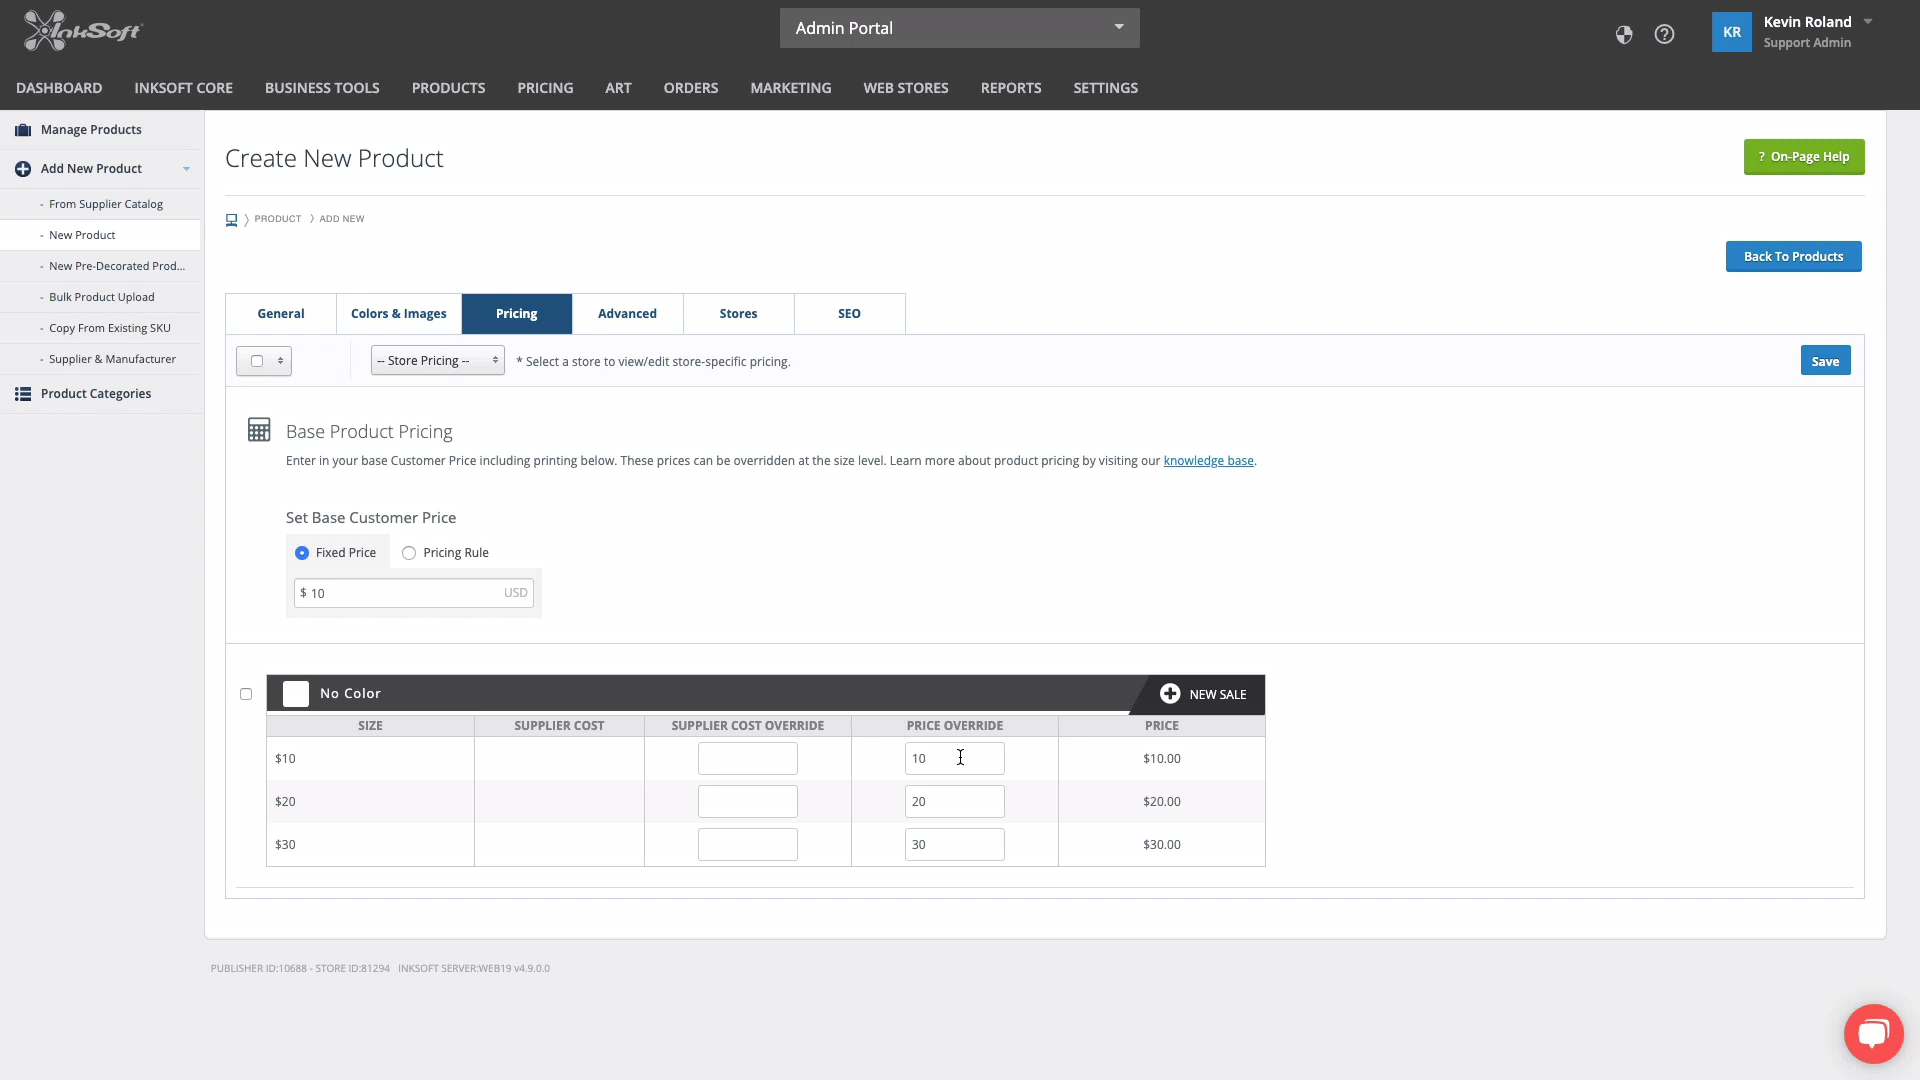 InkSoft
Admin Portal
KR
Kevin Roland
Support Admin
DASHBOARD INKSOFT CORE BUSINESS TOOLS PRODUCTS PRICING ART ORDERS MARKETING WEB STORES REPORTS SETTINGS
Manage Products
Add New Product
- From Supplier Catalog
- New Product
- New Pre-Decorated Prod...
- Bulk Product Upload
- Copy From Existing SKU
- Supplier & Manufacturer
Product Categories
Create New Product
? On-Page Help
PRODUCT ADD NEW
Back To Products
General Colors & Images Pricing Advanced Stores SEO
-- Store Pricing -- * Select a store to view/edit store-specific pricing. Save
Base Product Pricing
Enter in your base Customer Price including printing below. These prices can be overridden at the size level. Learn more about product pricing by visiting our knowledge base.
Set Base Customer Price
Fixed Price Pricing Rule
$ 10 USD
No Color NEW SALE
SIZE SUPPLIER COST SUPPLIER COST OVERRIDE PRICE OVERRIDE PRICE
$10 10 $10.00
$20 20 $20.00
$30 30 $30.00
PUBLISHER ID:10688 - STORE ID:81294 INKSOFT SERVER:WEB19 v4.9.0.0